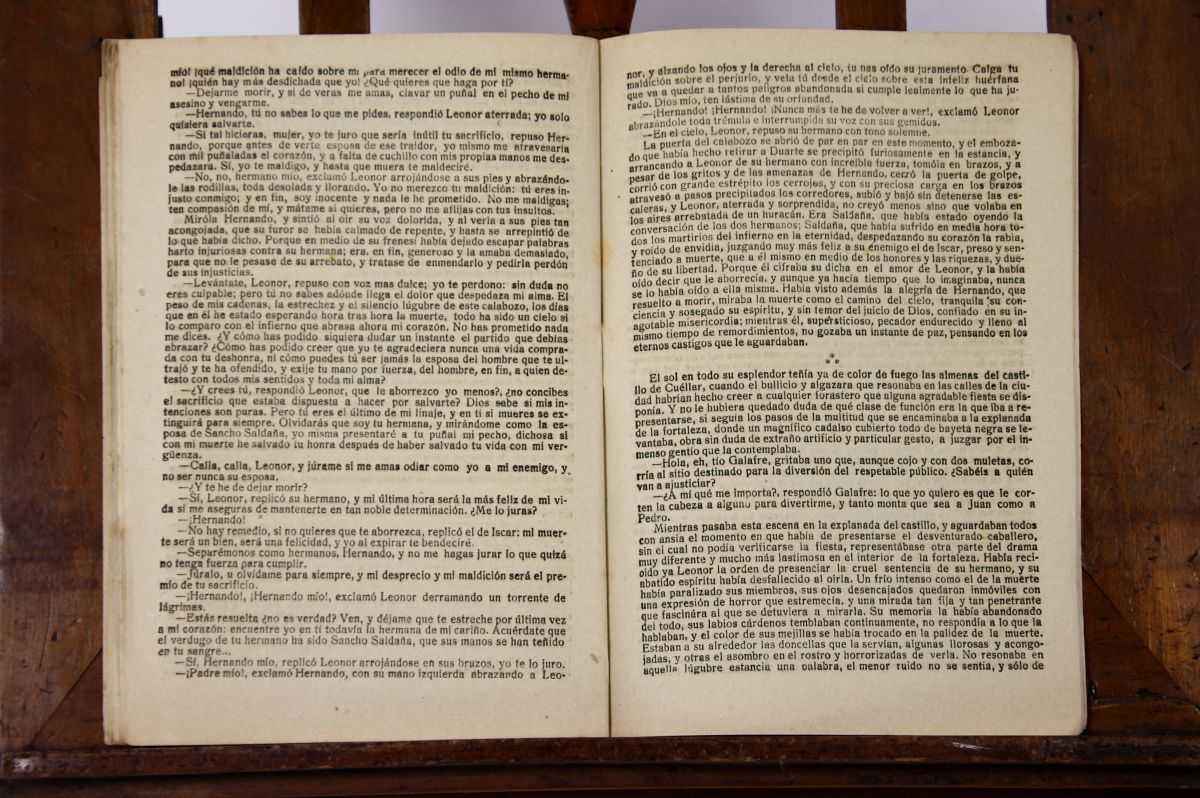 mío! ¡qué maldición ha caído sobre mí para merecer el odio de mi mismo herma-
no! ¡quién hay más desdichada que yo! ¿Qué quieres que haga por ti?
—Dejarme morir, y si de veras me amas, clavar un puñal en el pecho de mi
asesino y vengarme.
—Hernando, tú no sabes lo que me pides, respondió Leonor aterrada; yo solo
quisiera salvarte.
—Si tal hicieras, mujer, yo te juro que sería inútil tu sacrificio, repuso Her-
nando, porque antes de verte esposa de ese traidor, yo mismo me atravesaría
con mil puñaladas el corazón, y a falta de cuchillo con mis propias manos me des-
pedazara. Sí, yo te maldigo, y hasta que muera te maldeciré.
—No, no, hermano mío, exclamó Leonor arrojándose a sus pies y abrazándo-
le las rodillas, toda desolada y llorando. Yo no merezco tu maldición: tú eres in-
justo conmigo; y en fin, soy inocente y nada le he prometido. No me maldigas;
ten compasión de mí, y mátame si quieres, pero no me aflijas con tus insultos.
Miróla Hernando, y sintió al oir su voz dolorida, y al verla a sus pies tan
acongojada, que su furor se había calmado de repente, y hasta se arrepintió de
lo que había dicho. Porque en medio de su frenesí había dejado escapar palabras
harto injuriosas contra su hermana; era, en fin, generoso y la amaba demasiado,
para que no le pesase de su arrebato, y tratase de enmendarlo y pedirla perdón
de sus injusticias.
—Levántate, Leonor, repuso con voz mas dulce; yo te perdono: sin duda no
eres culpable; pero tú no sabes adónde llega el dolor que despedaza mi alma. El
peso de mis cadenas, la estrechez y el silencio lúgubre de este calabozo, los días
que en él he estado esperando hora tras hora la muerte, todo ha sido un cielo si
lo comparo con el infierno que abrasa ahora mi corazón. No has prometido nada
me dices. ¿Y cómo has podido siquiera dudar un instante el partido que debías
abrazar? ¿Cómo has podido creer que yo te agradeciera nunca una vida compra-
da con tu deshonra, ni cómo puedes tú ser jamás la esposa del hombre que te ul-
trajó y te ha ofendido, y exije tu mano por fuerza, del hombre, en fin, a quien de-
testo con todos mis sentidos y toda mi alma?
—¿Y crees tú, respondió Leonor, que le aborrezco yo menos?, ¿no concibes
el sacrificio que estaba dispuesta a hacer por salvarte? Dios sabe si mis in-
tenciones son puras. Pero tú eres el último de mi linaje, y en ti si mueres se ex-
tinguirá para siempre. Olvidarás que soy tu hermana, y mirándome como la es-
posa de Sancho Saldaña, yo misma presentaré a tu puñal mi pecho, dichosa si
con mi muerte he salvado tu honra después de haber salvado tu vida con mi ver-
güenza.
—Calla, calla, Leonor, y júrame si me amas odiar como yo a mi enemigo, y
no ser nunca su esposa.
—¿Y te he de dejar morir?
—Sí, Leonor, replicó su hermano, y mi última hora será la más feliz de mi vi-
da si me aseguras de mantenerte en tan noble determinación. ¿Me lo juras?
—¡Hernando!
—No hay remedio, si no quieres que te aborrezca, replicó el de Iscar: mi muer-
te será un bien, será una felicidad, y yo al expirar te bendeciré.
—Separémonos como hermanos, Hernando, y no me hagas jurar lo que quizá
no tenga fuerza para cumplir.
—Júralo, u olvídame para siempre, y mi desprecio y mi maldición será el pre-
mio de tu sacrificio.
—¡Hernando!, ¡Hernando mío!, exclamó Leonor derramando un torrente de
lágrimas.
—Estás resuelta ¿no es verdad? Ven, y déjame que te estreche por última vez
a mi corazón: encuentre yo en ti todavía la hermana de mi cariño. Acuérdate que
el verdugo de tu hermano ha sido Sancho Saldaña, que sus manos se han teñido
en tu sangre...
—Sí, Hernando mío, replicó Leonor arrojándose en sus brazos, yo te lo juro.
—¡Padre mío!, exclamó Hernando, con su mano izquierda abrazando a Leo-
nor, y alzando los ojos y la derecha al cielo, tú has oído su juramento. Caiga tu
maldición sobre el perjurio, y vela tú desde el cielo sobre esta infeliz huérfana
que va a quedar a tantos peligros abandonada si cumple lealmente lo que ha ju-
rado. Dios mío, ten lástima de su orfandad.
—¡Hernando! ¡Hernando! ¡Nunca más te he de volver a ver!, exclamó Leonor
abrazándole toda trémula e interrumpida su voz con sus gemidos.
—En el cielo, Leonor, repuso su hermano con tono solemne.
La puerta del calabozo se abrió de par en par en este momento, y el emboza-
do que había hecho retirar a Duarte se precipitó furiosamente en la estancia, y
arrancando a Leonor de su hermano con increíble fuerza, tomóla en brazos, y a
pesar de los gritos y de las amenazas de Hernando, cerzó la puerta de golpe,
corrió con grande estrépito los cerrojos, y con su preciosa carga en los brazos
atravesó a pasos precipitados los corredores, subió y bajó sin detenerse las es-
caleras, y Leonor, aterrada y sorprendida, no creyó menos sino que volaba en
los aires arrebatada de un huracán. Era Saldaña, que había estado oyendo la
conversación de los dos hermanos; Saldaña, que había sufrido en media hora to-
dos los martirios del infierno en la eternidad, despedazando su corazón la rabia,
y roído de envidia, juzgando muy más feliz a su enemigo el de Iscar, preso y sen-
tenciado a muerte, que a él mismo en medio de los honores y las riquezas, y due-
ño de su libertad. Porque él cifraba su dicha en el amor de Leonor, y la había
oído decir que le aborrecía, y aunque ya hacía tiempo que lo imaginaba, nunca
se lo había oído a ella misma. Había visto además la alegría de Hernando, que
resuelto a morir, miraba la muerte como el camino del cielo, tranquila su con-
ciencia y sosegado su espíritu, y sin temor del juicio de Dios, confiado en su in-
agotable misericordia; mientras él, supersticioso, pecador endurecido y lleno al
mismo tiempo de remordimientos, no gozaba un instante de paz, pensando en los
eternos castigos que le aguardaban.
* * *
El sol en todo su esplendor teñía ya de color de fuego las almenas del casti-
llo de Cuéllar, cuando el bullicio y algazara que resonaba en las calles de la ciu-
dad habrían hecho creer a cualquier forastero que alguna agradable fiesta se dis-
ponía. Y no le hubiera quedado duda de qué clase de función era la que iba a re-
presentarse, si seguía los pasos de la multitud que se encaminaba a la explanada
de la fortaleza, donde un magnífico cadalso cubierto todo de bayeta negra se le-
vantaba, obra sin duda de extraño artificio y particular gesto, a juzgar por el in-
menso gentío que la contemplaba.
—Hola, eh, tío Galafre, gritaba uno que, aunque cojo y con dos muletas, co-
rría al sitio destinado para la diversión del respetable público. ¿Sabéis a quién
van a ajusticiar?
—¿A mí qué me importa?, respondió Galafre: lo que yo quiero es que le cor-
ten la cabeza a alguno para divertirme, y tanto monta que sea a Juan como a
Pedro.
Mientras pasaba esta escena en la explanada del castillo, y aguardaban todos
con ansia el momento en que había de presentarse el desventurado caballero,
sin el cual no podía verificarse la fiesta, representábase otra parte del drama
muy diferente y mucho más lastimosa en el interior de la fortaleza. Había reci-
oído ya Leonor la orden de presenciar la cruel sentencia de su hermano, y su
abatido espíritu había desfallecido al oirla. Un frío intenso como el de la muerte
había paralizado sus miembros, sus ojos desencajados quedaron inmóviles con
una expresión de horror que estremecía, y una mirada tan fija y tan penetrante
que fascinára al que se detuviera a mirarla. Su memoria la había abandonado
del todo, sus labios cárdenos temblaban continuamente, no respondía a lo que la
hablaban, y el color de sus mejillas se había trocado en la palidez de la muerte.
Estaban a su alrededor las doncellas que la servían, algunas llorosas y acongo-
jadas, y otras el asombro en el rostro y horrorizadas de verla. No resonaba en
aquella lúgubre estancia una palabra, el menor ruido no se sentía, y sólo de